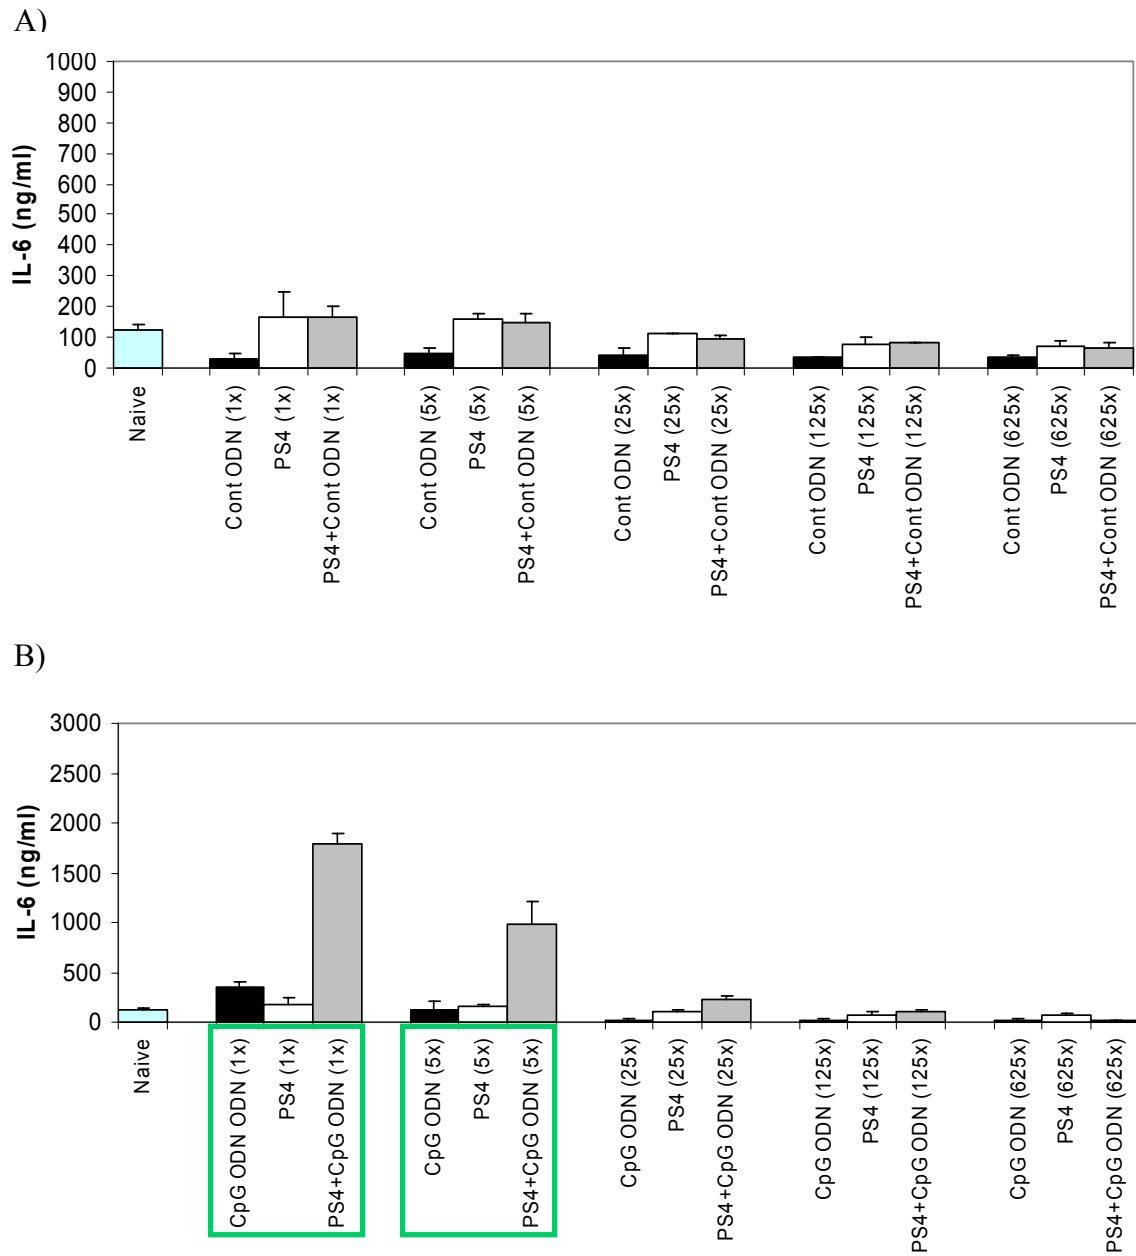 A)
1000
900
800
700
600
500
400
300
200
100
0
IL-6 (ng/ml)
Naive
Cont ODN (1x)
PS4 (1x)
PS4+Cont ODN (1x)
Cont ODN (5x)
PS4 (5x)
PS4+Cont ODN (5x)
Cont ODN (25x)
PS4 (25x)
PS4+Cont ODN (25x)
Cont ODN (125x)
PS4 (125x)
PS4+Cont ODN (125x)
Cont ODN (625x)
PS4 (625x)
PS4+Cont ODN (625x)
B)
3000
2500
2000
1500
1000
500
0
IL-6 (ng/ml)
Naive
CpG ODN ODN (1x)
PS4 (1x)
PS4+CpG ODN (1x)
CpG ODN (5x)
PS4 (5x)
PS4+CpG ODN (5x)
CpG ODN (25x)
PS4 (25x)
PS4+CpG ODN (25x)
CpG ODN (125x)
PS4 (125x)
PS4+CpG ODN (125x)
CpG ODN (625x)
PS4 (625x)
PS4+CpG ODN (625x)